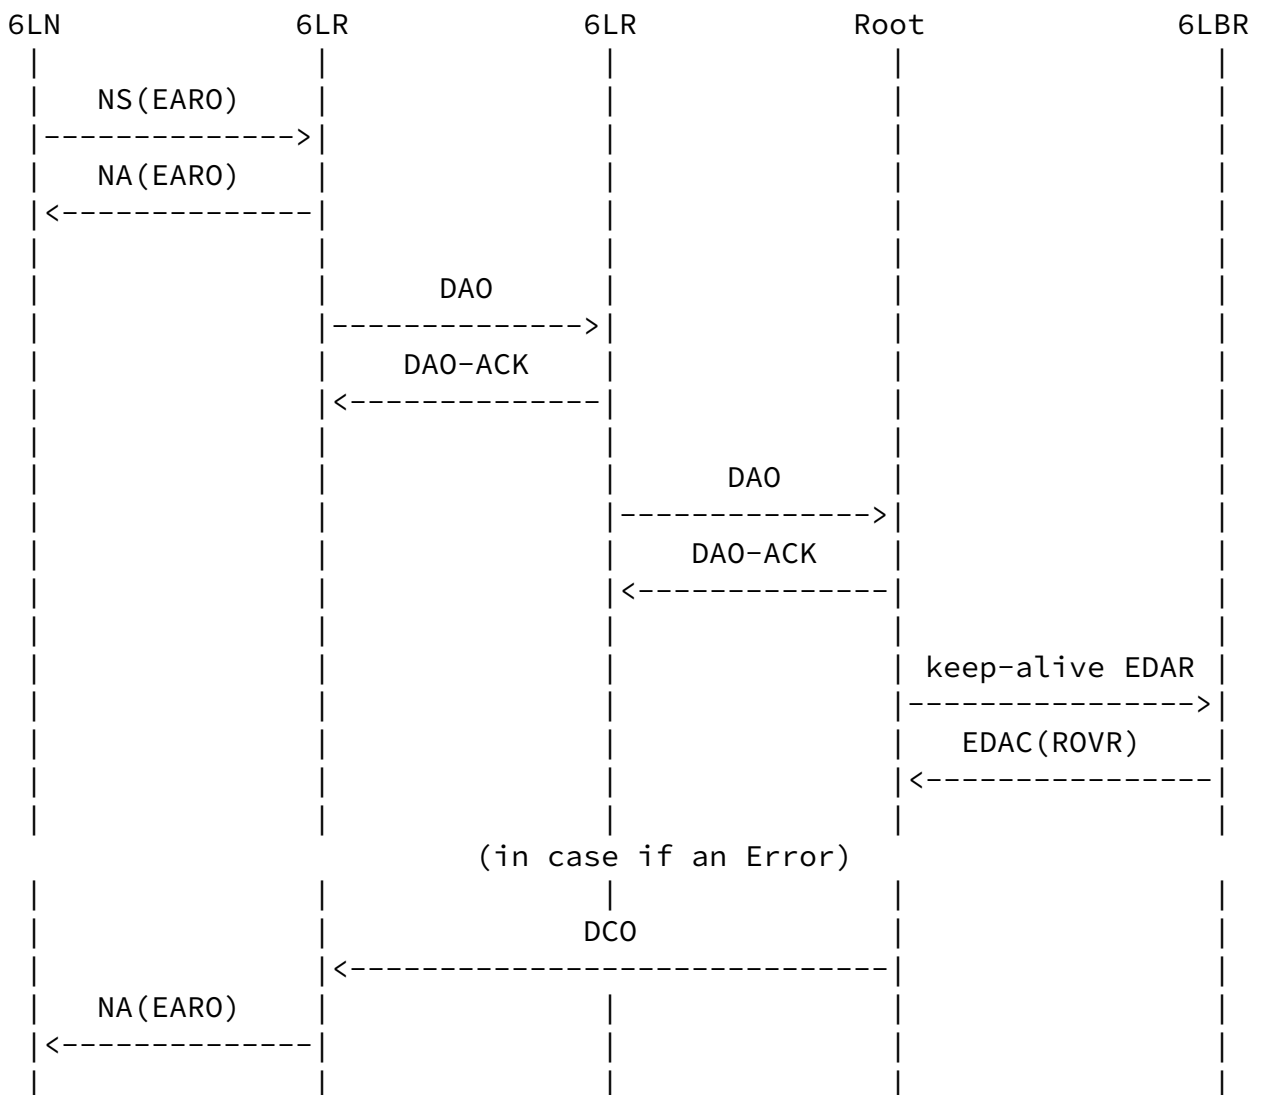 6LN 6LR 6LR Root 6LBR
NS(EARO)
NA(EARO)
DAO
DAO-ACK
DAO
DAO-ACK
keep-alive EDAR
EDAC(ROVR)
(in case if an Error)
DCO
NA(EARO)